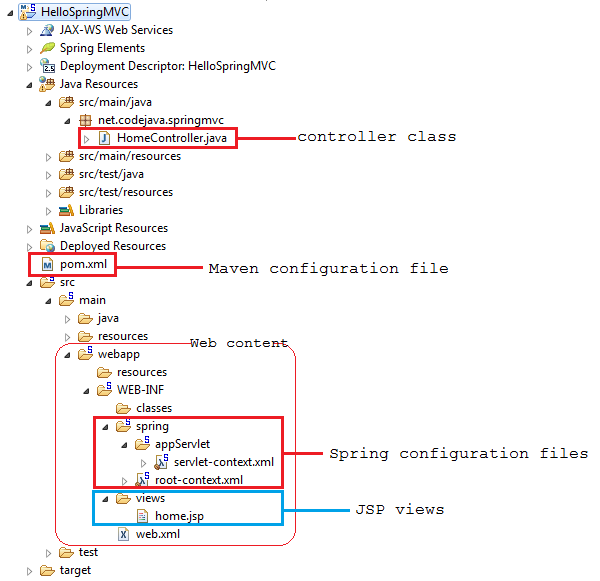 HelloSpringMVC
JAX-WS Web Services
Spring Elements
Deployment Descriptor: HelloSpringMVC
Java Resources
src/main/java
net.codejava.springmvc
HomeController.java controller class
src/main/resources
src/test/java
src/test/resources
Libraries
JavaScript Resources
Deployed Resources
pom.xml Maven configuration file
src
main
java
resources Web content
webapp
resources
WEB-INF
classes
spring
appServlet
servlet-context.xml Spring configuration files
root-context.xml
views
home.jsp JSP views
web.xml
test
target